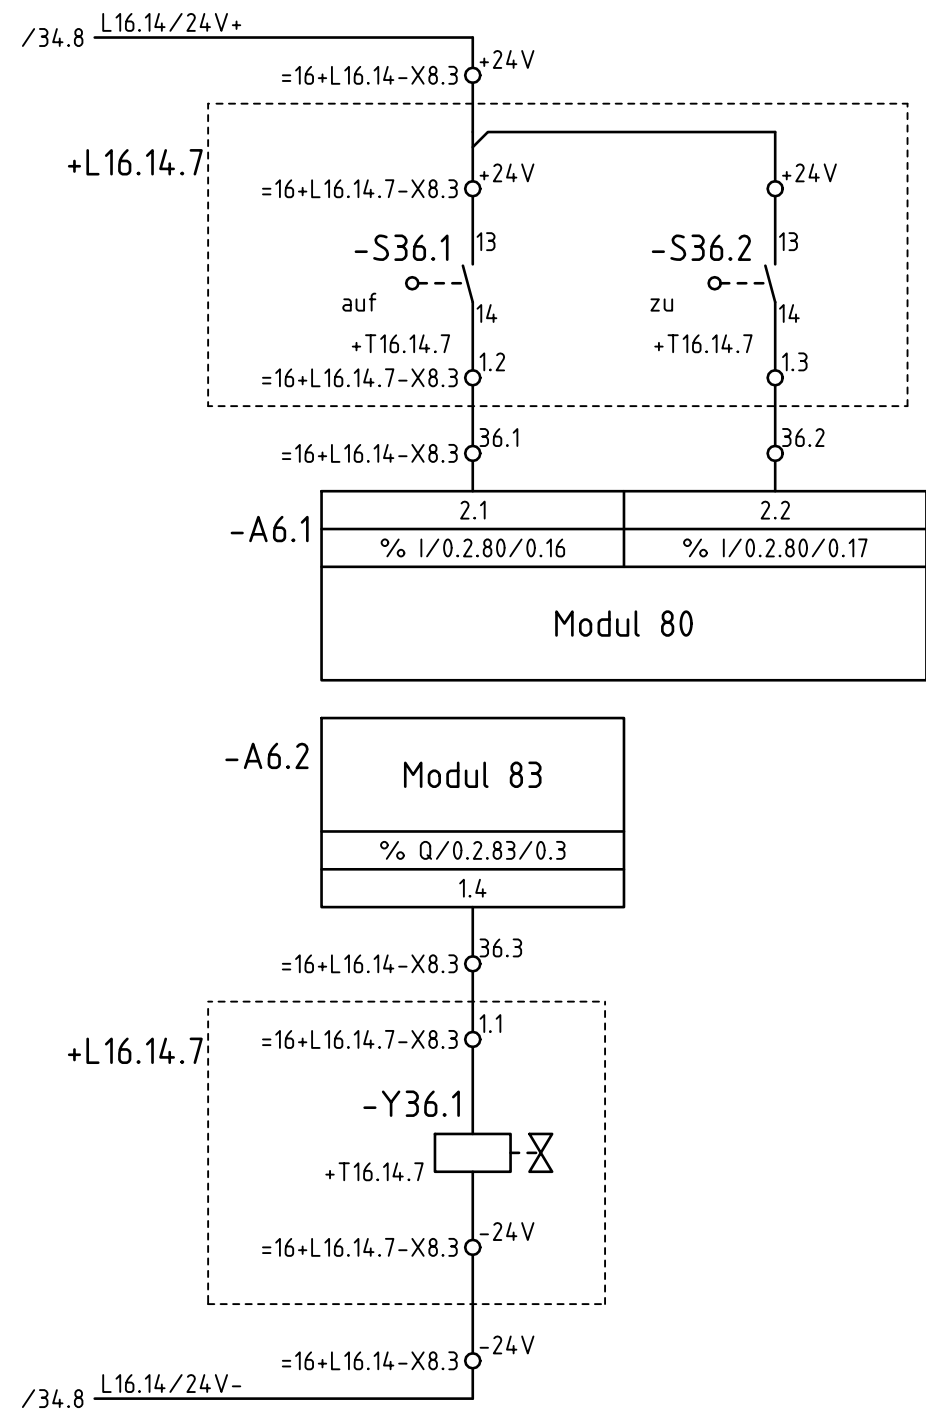 L16.14/24V+
/34.8
+24V
=16+L16.14-X8.3
+L16.14.7
+24V
+24V
=16+L16.14.7-X8.3
-S36.1
13
-S36.2
13
auf
14
zu
14
+T16.14.7
+T16.14.7
1.2
1.3
=16+L16.14.7-X8.3
36.1
36.2
=16+L16.14-X8.3
-A6.1
2.1
2.2
% I/0.2.80/0.16
% I/0.2.80/0.17
Modul 80
-A6.2
Modul 83
% Q/0.2.83/0.3
1.4
36.3
=16+L16.14-X8.3
1.1
=16+L16.14.7-X8.3
+L16.14.7
-Y36.1
+T16.14.7
-24V
=16+L16.14.7-X8.3
-24V
=16+L16.14-X8.3
L16.14/24V-
/34.8